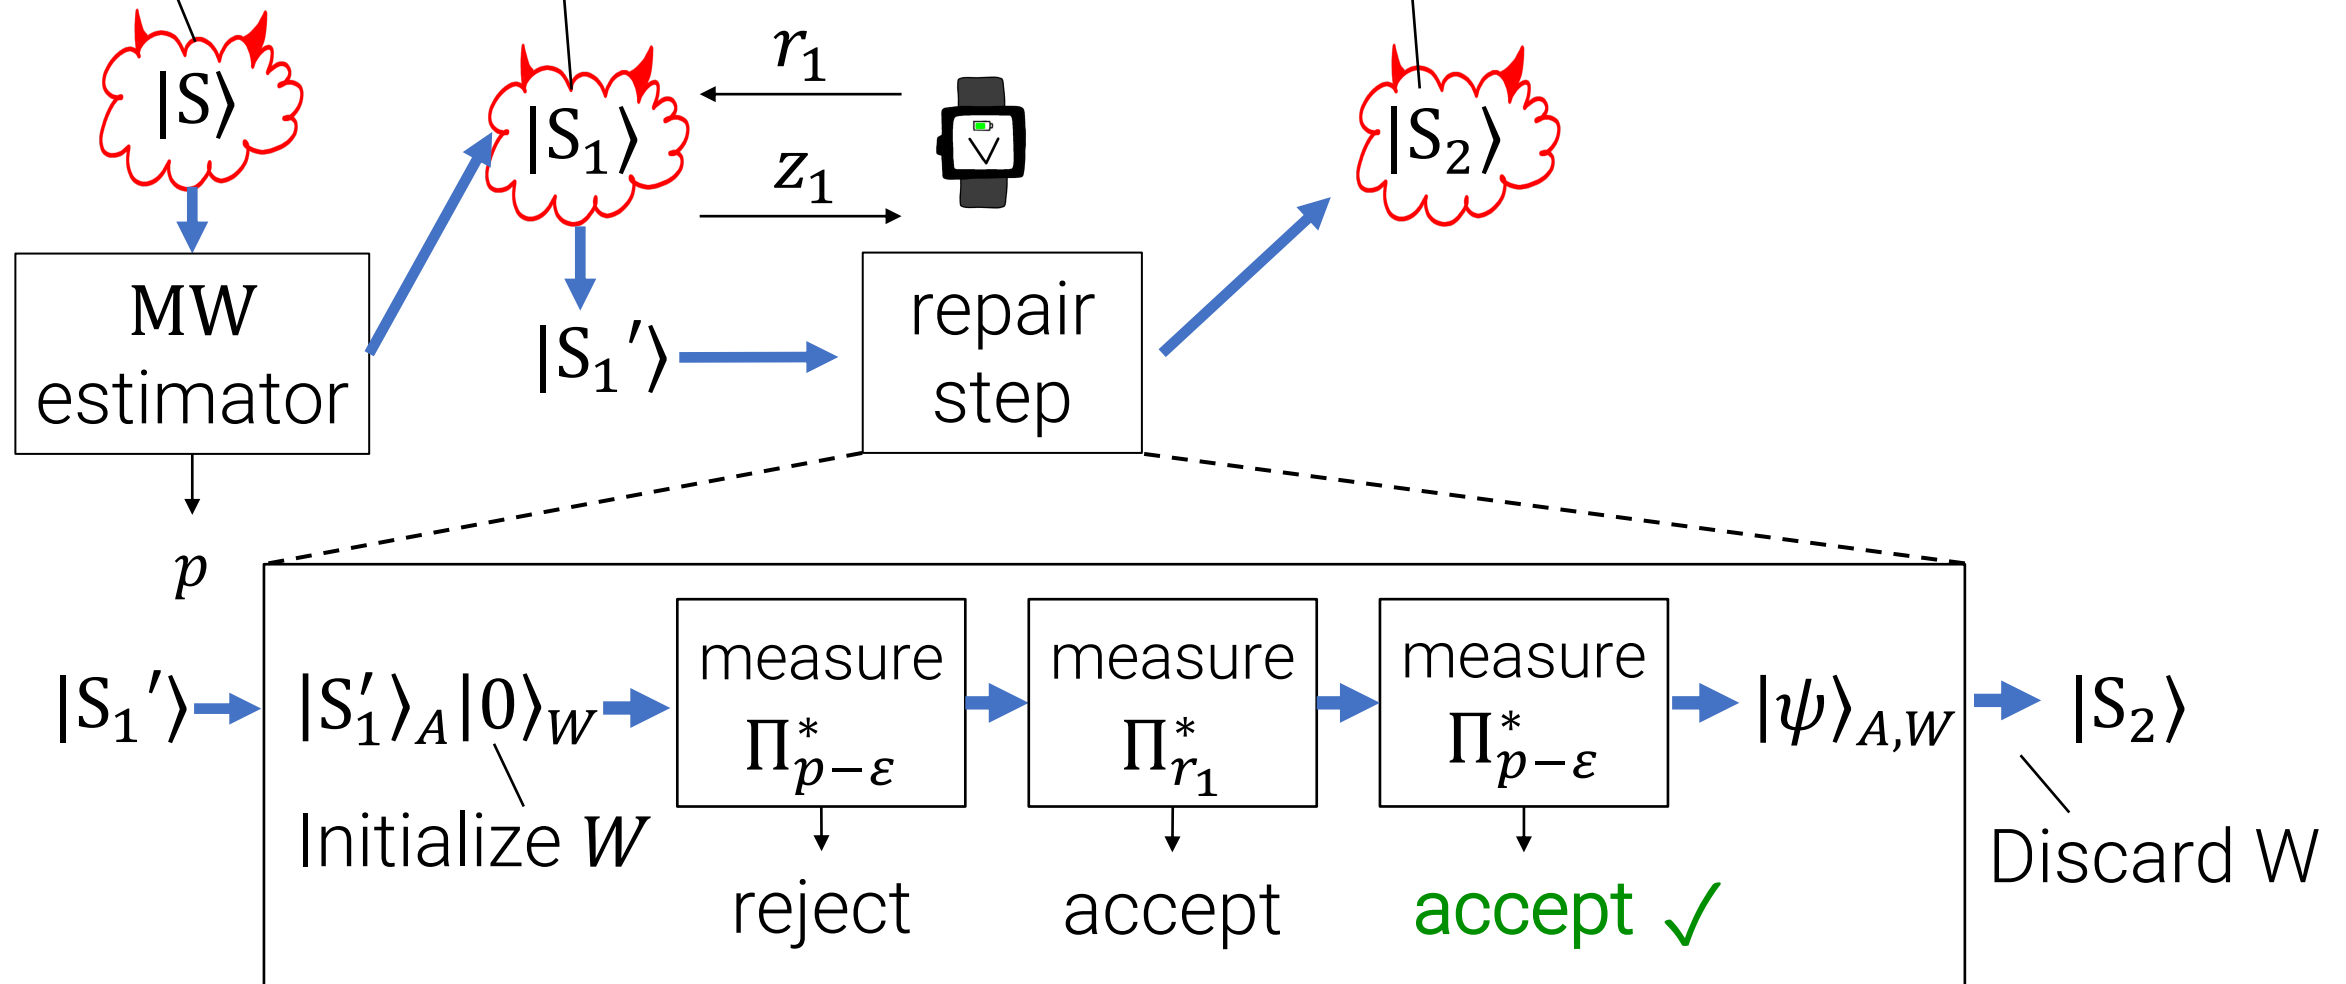 |S⟩
|S₁⟩
r₁
z₁
|S₂⟩
MW
estimator
|S₁′⟩
repair
step
p
|S₁′⟩
|S′₁⟩_A |0⟩_W
Initialize W
measure
Π*_{p−ε}
reject
measure
Π*_{r₁}
accept
measure
Π*_{p−ε}
accept ✓
|ψ⟩_{A,W}
|S₂⟩
Discard W